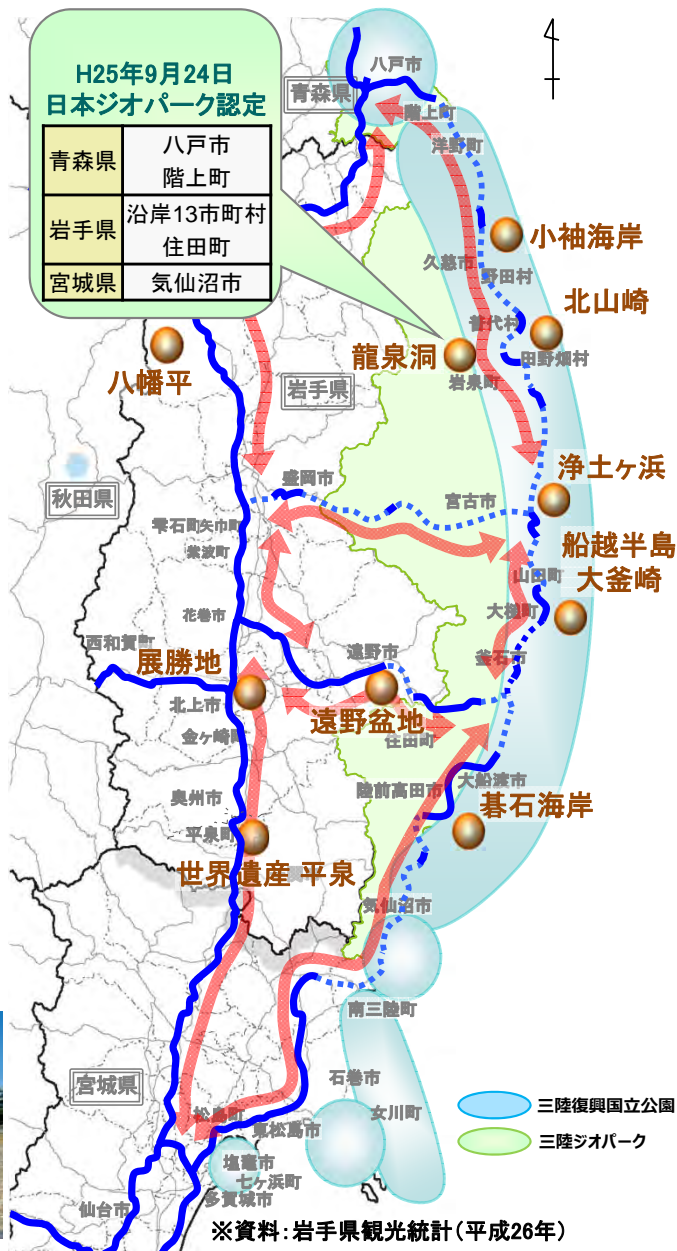 H25年9月24日
日本ジオパーク認定
青森県
八戸市
階上町
岩手県
沿岸13市町村
住田町
宮城県
気仙沼市
八戸市
青森県
階上町
洋野町
小袖海岸
久慈市
野田村
北山崎
普代村
田野畑村
龍泉洞
岩泉町
八幡平
岩手県
盛岡市
浄土ヶ浜
秋田県
宮古市
雫石町
矢巾町
紫波町
船越半島
大釜崎
山田町
大槌町
花巻市
西和賀町
遠野市
釜石市
展勝地
北上市
遠野盆地
金ヶ崎町
住田町
奥州市
陸前高田市
大船渡市
平泉町
碁石海岸
世界遺産 平泉
気仙沼市
南三陸町
宮城県
石巻市
女川町
松島町
東松島市
塩竈市
七ヶ浜町
多賀城市
仙台市
三陸復興国立公園
三陸ジオパーク
※資料:岩手県観光統計(平成26年)